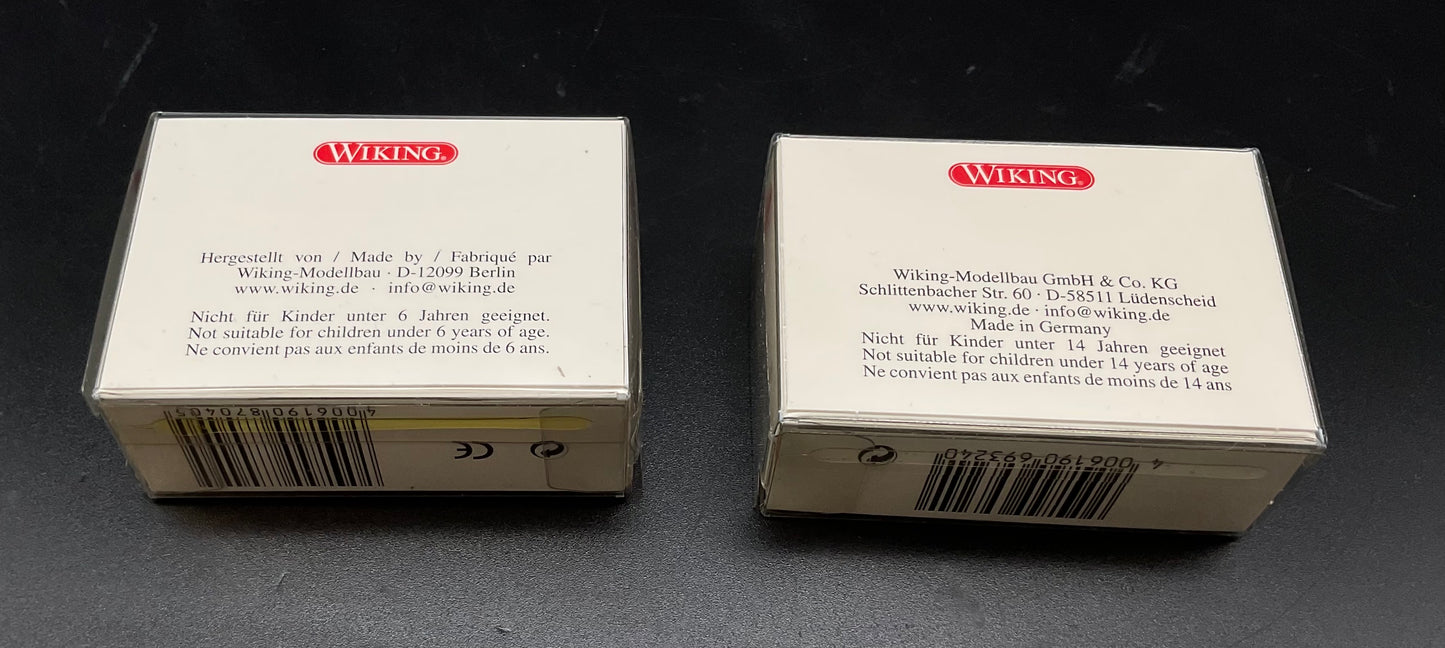 WIKING®
Hergestellt von / Made by / Fabriqué par
Wiking-Modellbau · D-12099 Berlin
www.wiking.de · info@wiking.de
Nicht für Kinder unter 6 Jahren geeignet.
Not suitable for children under 6 years of age.
Ne convient pas aux enfants de moins de 6 ans.
4 006190 870405
CE
WIKING®
Wiking-Modellbau GmbH & Co. KG
Schlittenbacher Str. 60 · D-58511 Lüdenscheid
www.wiking.de · info@wiking.de
Made in Germany
Nicht für Kinder unter 14 Jahren geeignet
Not suitable for children under 14 years of age
Ne convient pas aux enfants de moins de 14 ans
4 006190 693240